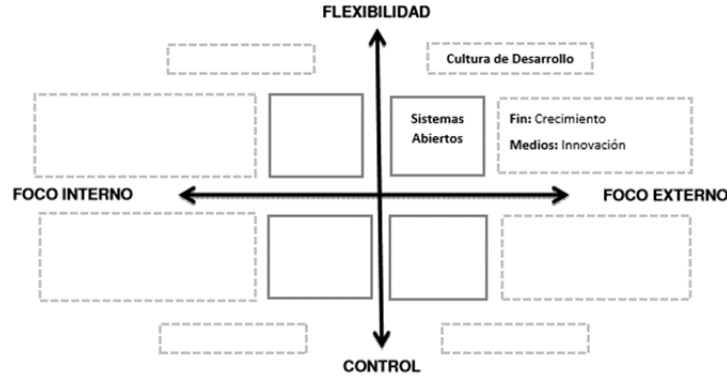 FLEXIBILIDAD
Cultura de Desarrollo
Sistemas
Abiertos
Fin: Crecimiento
Medios: Innovación
FOCO INTERNO
FOCO EXTERNO
CONTROL